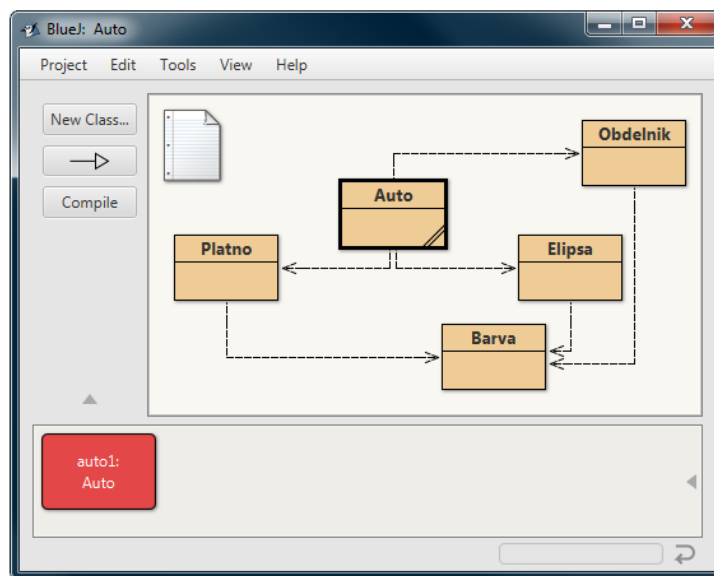 BlueJ: Auto
Project Edit Tools View Help
New Class...
Compile
Obdelnik
Auto
Platno
Elipsa
Barva
auto1:
Auto